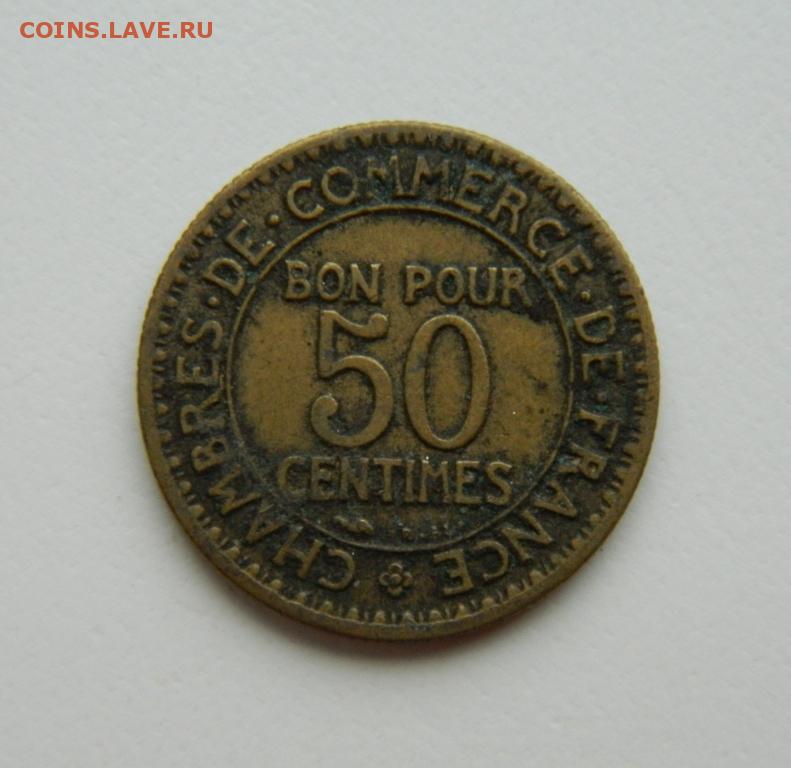 COINS.LAVE.RU
CHAMBRES · DE · COMMERCE · DE · FRANCE
BON POUR
50
CENTIMES